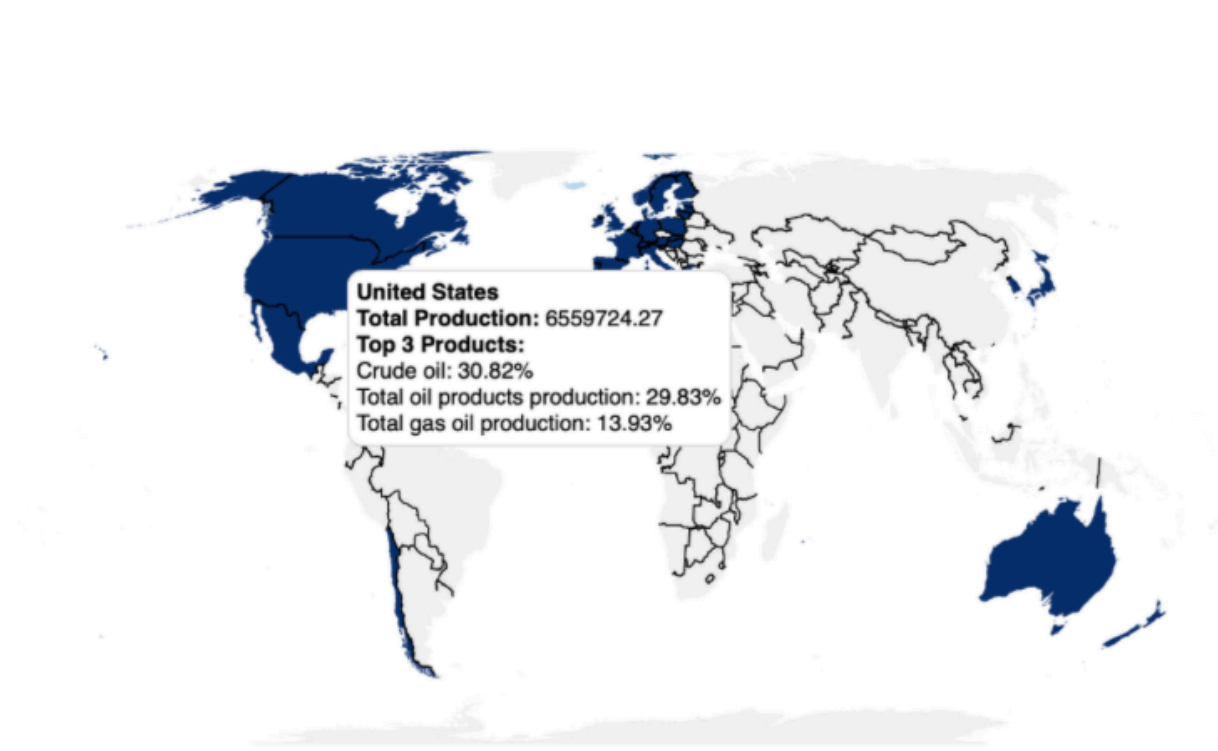 United States
Total Production: 6559724.27
Top 3 Products:
Crude oil: 30.82%
Total oil products production: 29.83%
Total gas oil production: 13.93%